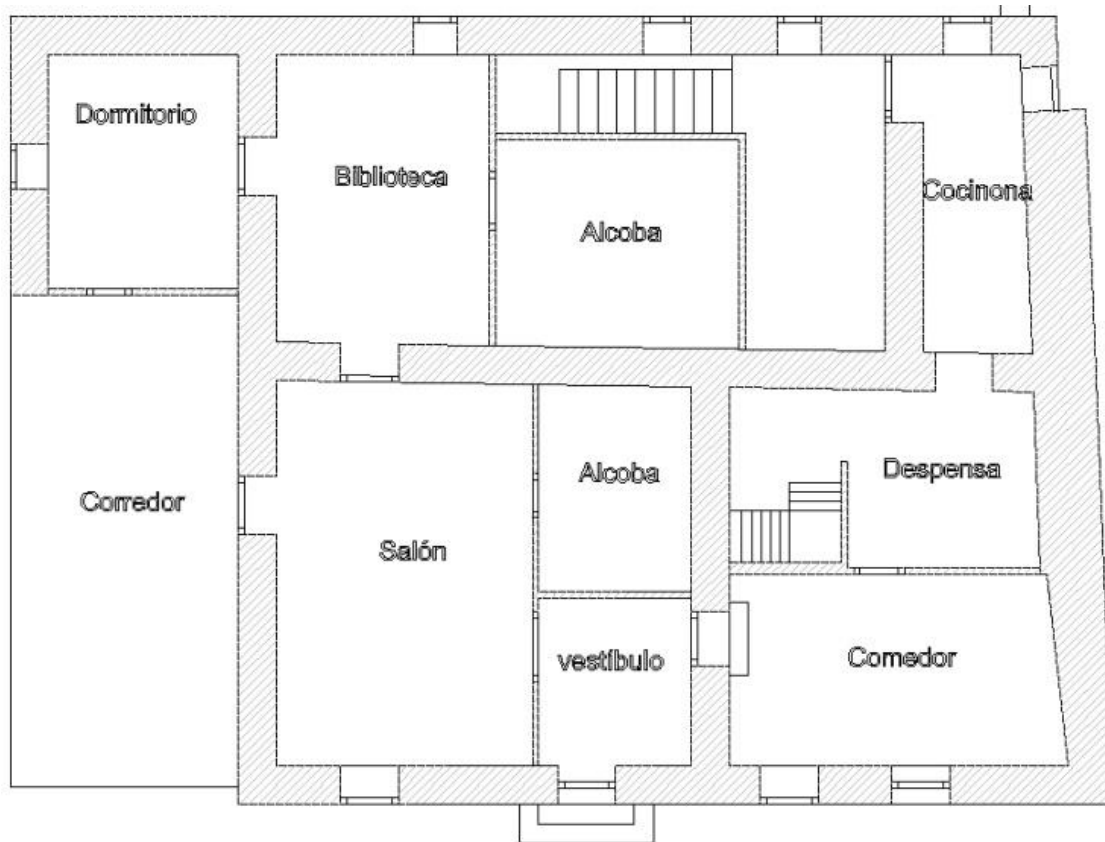 Dormitorio
Biblioteca
Alcoba
Cocinona
Corredor
Salón
Alcoba
Despensa
vestíbulo
Comedor